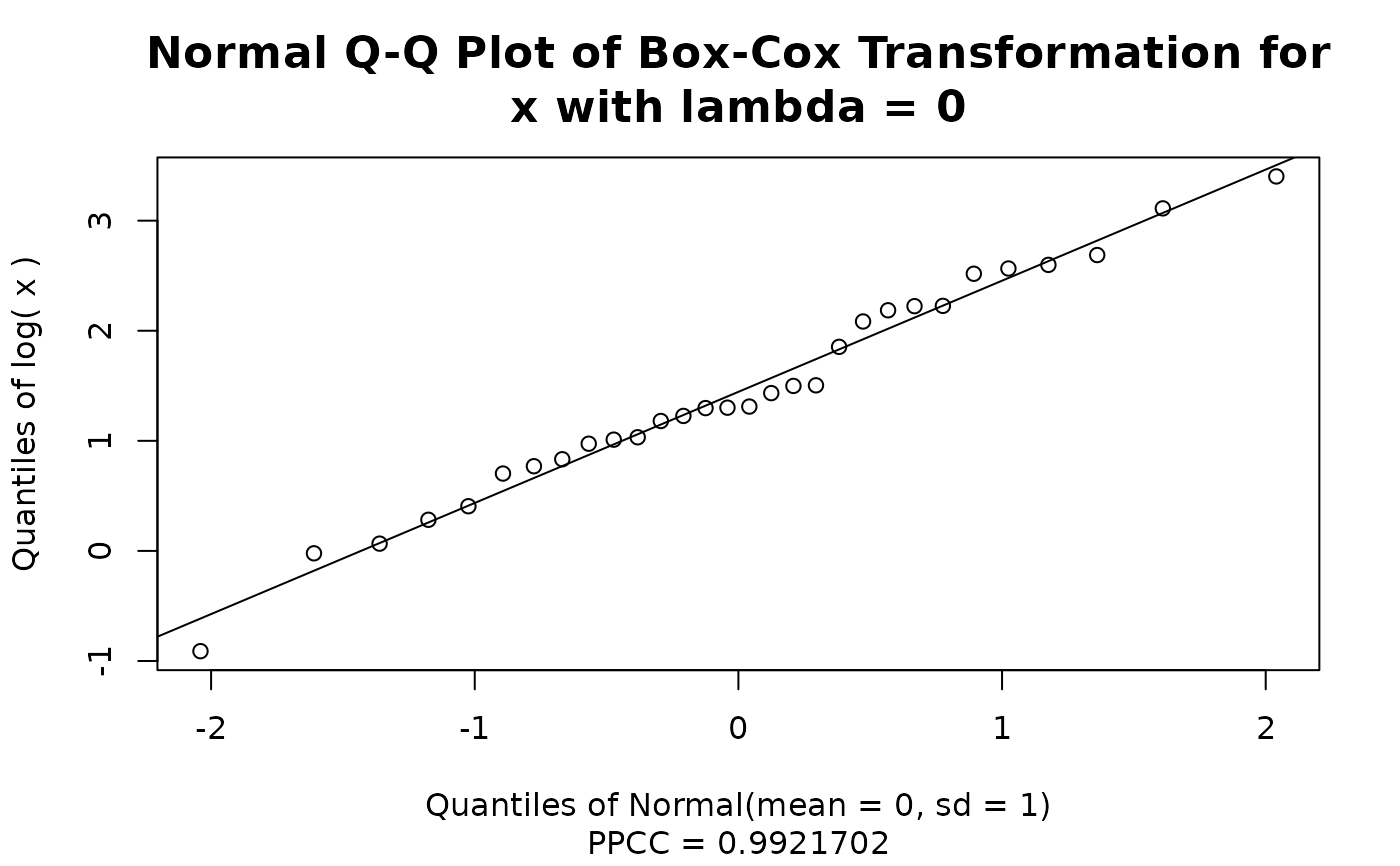 Normal Q-Q Plot of Box-Cox Transformation for
x with lambda = 0
Quantiles of log( x )
3
2
1
0
-1
-2
-1
0
1
2
Quantiles of Normal(mean = 0, sd = 1)
PPCC = 0.9921702